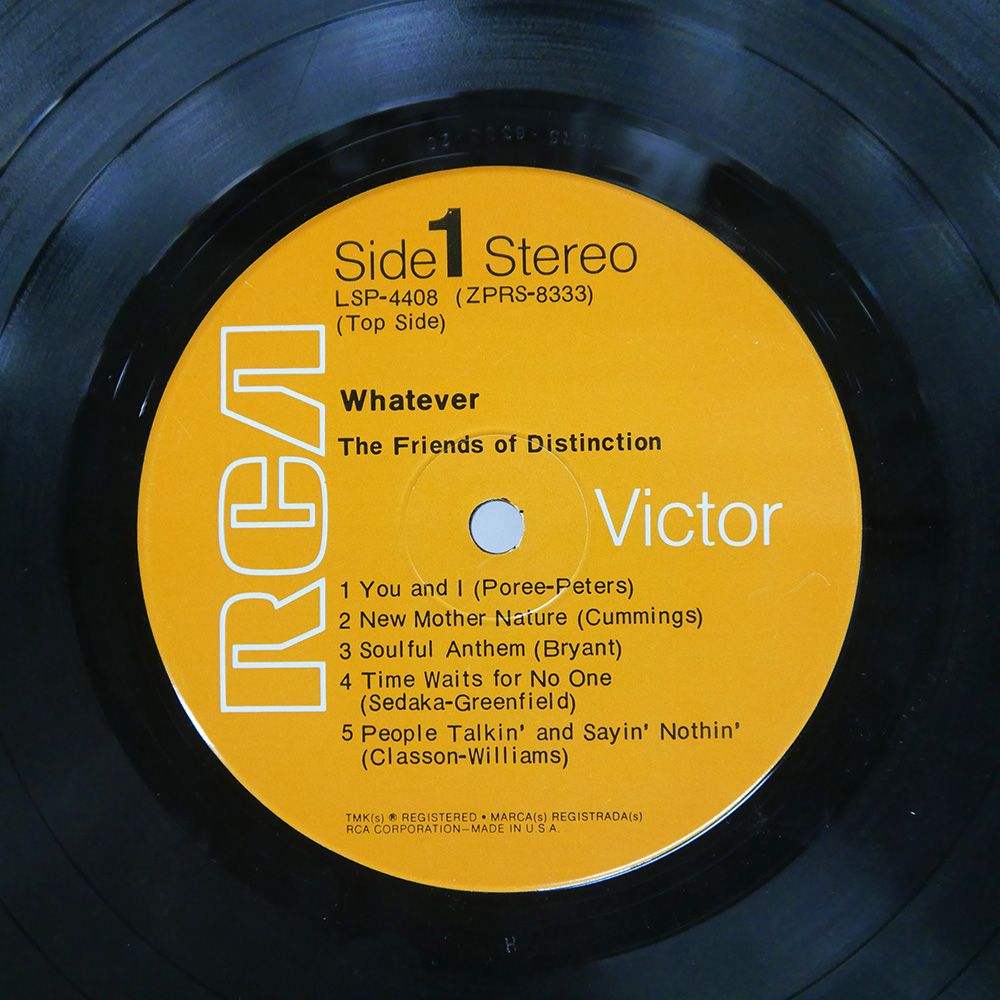 Side 1 Stereo
LSP-4408 (ZPRS-8333)
(Top Side)
RCA
Whatever
The Friends of Distinction
Victor
1 You and I (Poree-Peters)
2 New Mother Nature (Cummings)
3 Soulful Anthem (Bryant)
4 Time Waits for No One
(Sedaka-Greenfield)
5 People Talkin' and Sayin' Nothin'
(Classon-Williams)
TMK(s) ® REGISTERED • MARCA(s) REGISTRADA(s)
RCA CORPORATION—MADE IN U.S.A.
H